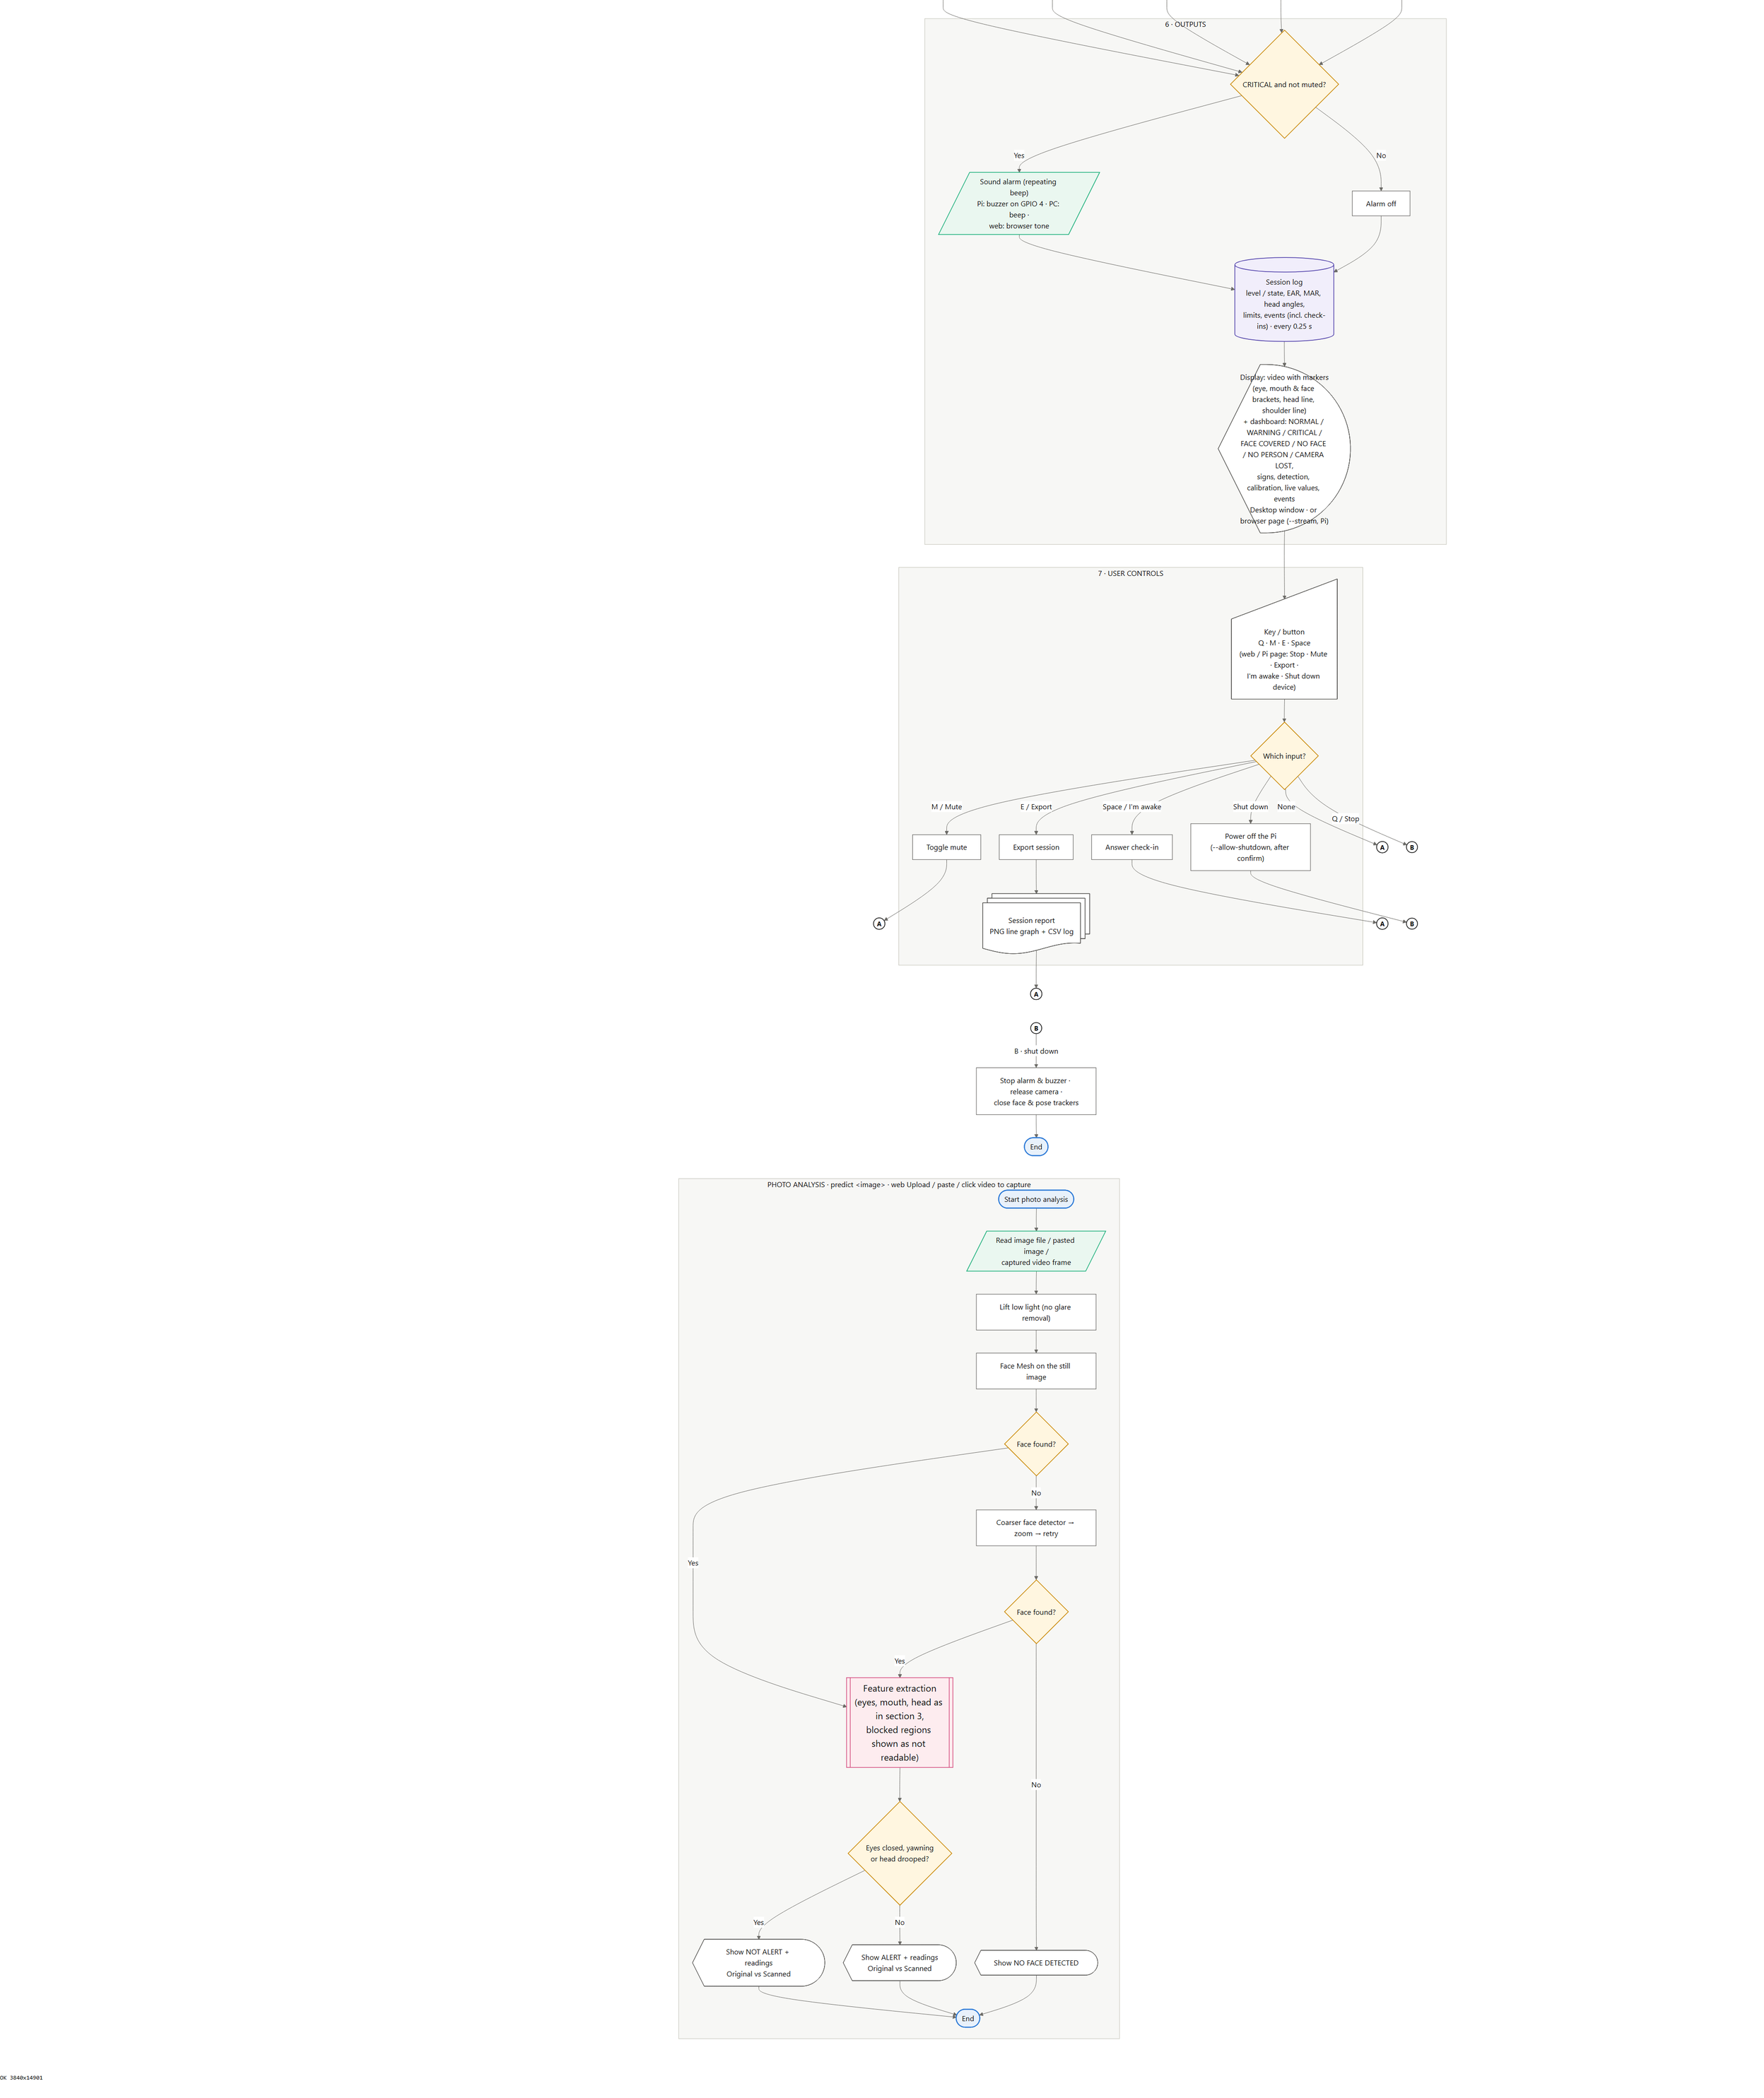 6 · OUTPUTS
CRITICAL and not muted?
Yes
No
Sound alarm (repeating
beep)
Pi: buzzer on GPIO 4 · PC:
beep ·
web: browser tone
Alarm off
Session log
level / state, EAR, MAR,
head angles,
limits, events (incl. check-
ins) · every 0.25 s
Display: video with markers
(eye, mouth & face
brackets, head line,
shoulder line)
+ dashboard: NORMAL /
WARNING / CRITICAL /
FACE COVERED / NO FACE
/ NO PERSON / CAMERA
LOST,
signs, detection,
calibration, live values,
events
Desktop window · or
browser page (--stream, Pi)
7 · USER CONTROLS
Key / button
Q · M · E · Space
(web / Pi page: Stop · Mute
· Export ·
I'm awake · Shut down
device)
Which input?
M / Mute
E / Export
Space / I'm awake
Shut down
None
Q / Stop
Toggle mute
Export session
Answer check-in
Power off the Pi
(--allow-shutdown, after
confirm)
A
B
A
Session report
PNG line graph + CSV log
A
B
A
B
B · shut down
Stop alarm & buzzer ·
release camera ·
close face & pose trackers
End
PHOTO ANALYSIS · predict <image> · web Upload / paste / click video to capture
Start photo analysis
Read image file / pasted
image /
captured video frame
Lift low light (no glare
removal)
Face Mesh on the still
image
Face found?
No
Coarser face detector →
zoom → retry
Yes
Face found?
Yes
Feature extraction
(eyes, mouth, head as
in section 3,
blocked regions
shown as not
readable)
No
Eyes closed, yawning
or head drooped?
Yes
No
Show NOT ALERT +
readings
Original vs Scanned
Show ALERT + readings
Original vs Scanned
Show NO FACE DETECTED
End
OK 3840x14901